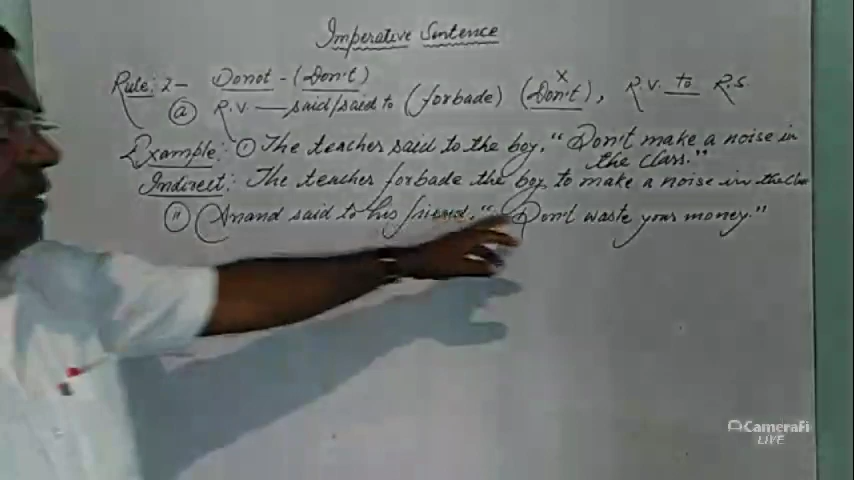 Imperative Sentence
Rule: 2 - Donot - (Don't)
(a) R.V. — said/said to (forbade) (Don't) x, R.V. to R.S.
Example: (i) The teacher said to the boy, "Don't make a noise in
the class."
Indirect: The teacher forbade the boy to make a noise in the class
(ii) Anand said to his friend, "Don't waste your money."
CameraFi
LIVE